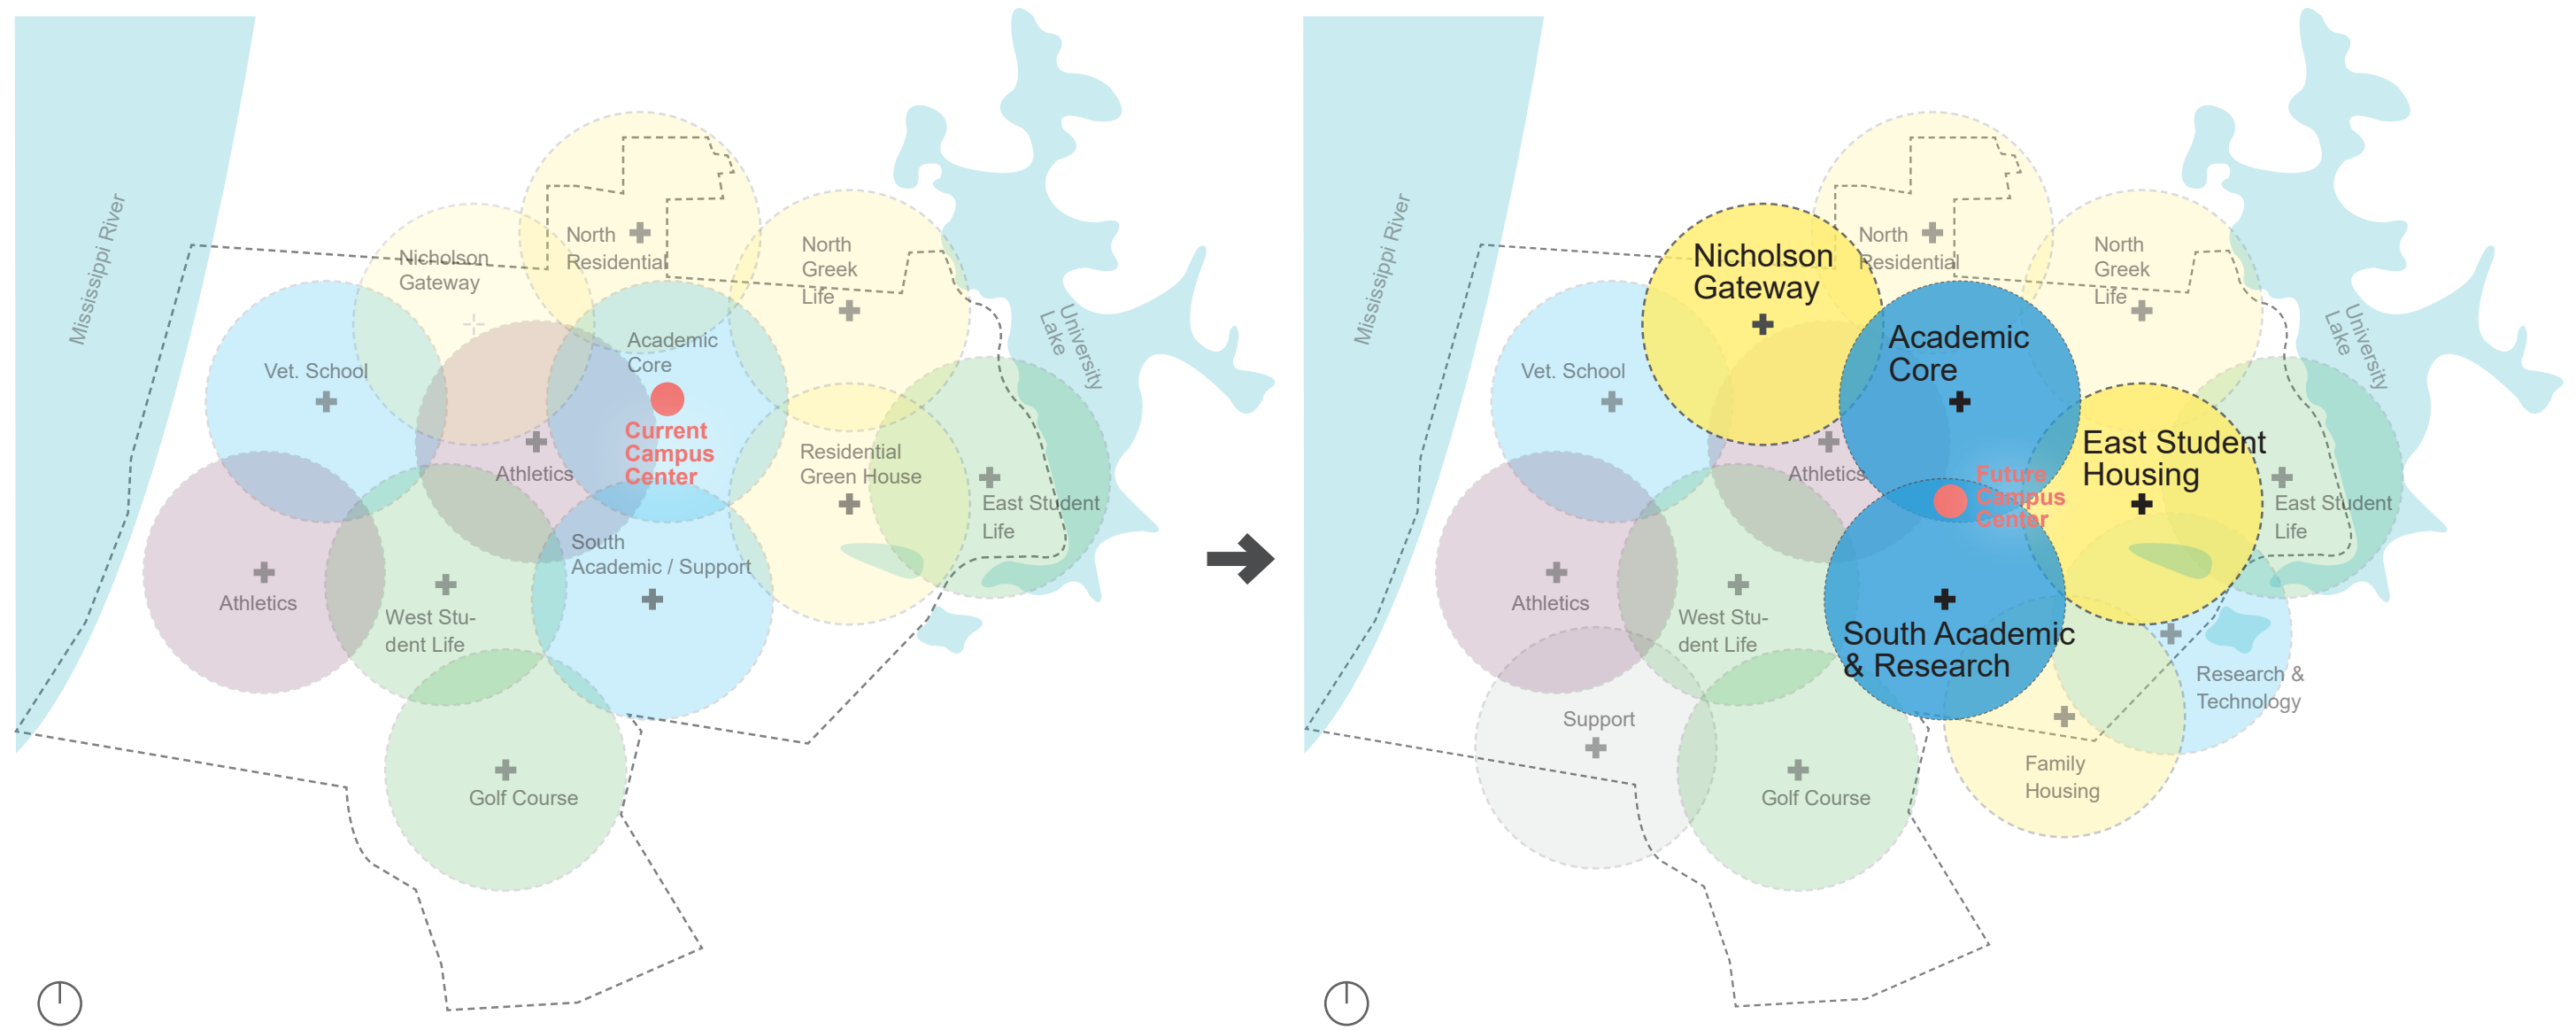 Mississippi River
North
Residential
Nicholson
Gateway
North
Greek
Life
University
Lake
Academic
Core
Vet. School
Current
Campus
Center
Athletics
Residential
Green House
East Student
Life
South
Academic / Support
Athletics
West Stu-
dent Life
Golf Course
Mississippi River
North
Residential
Nicholson
Gateway
North
Greek
Life
University
Lake
Academic
Core
Vet. School
East Student
Housing
Athletics
Future
Campus
Center
East Student
Life
Athletics
West Stu-
dent Life
South Academic
& Research
Research &
Technology
Support
Family
Housing
Golf Course